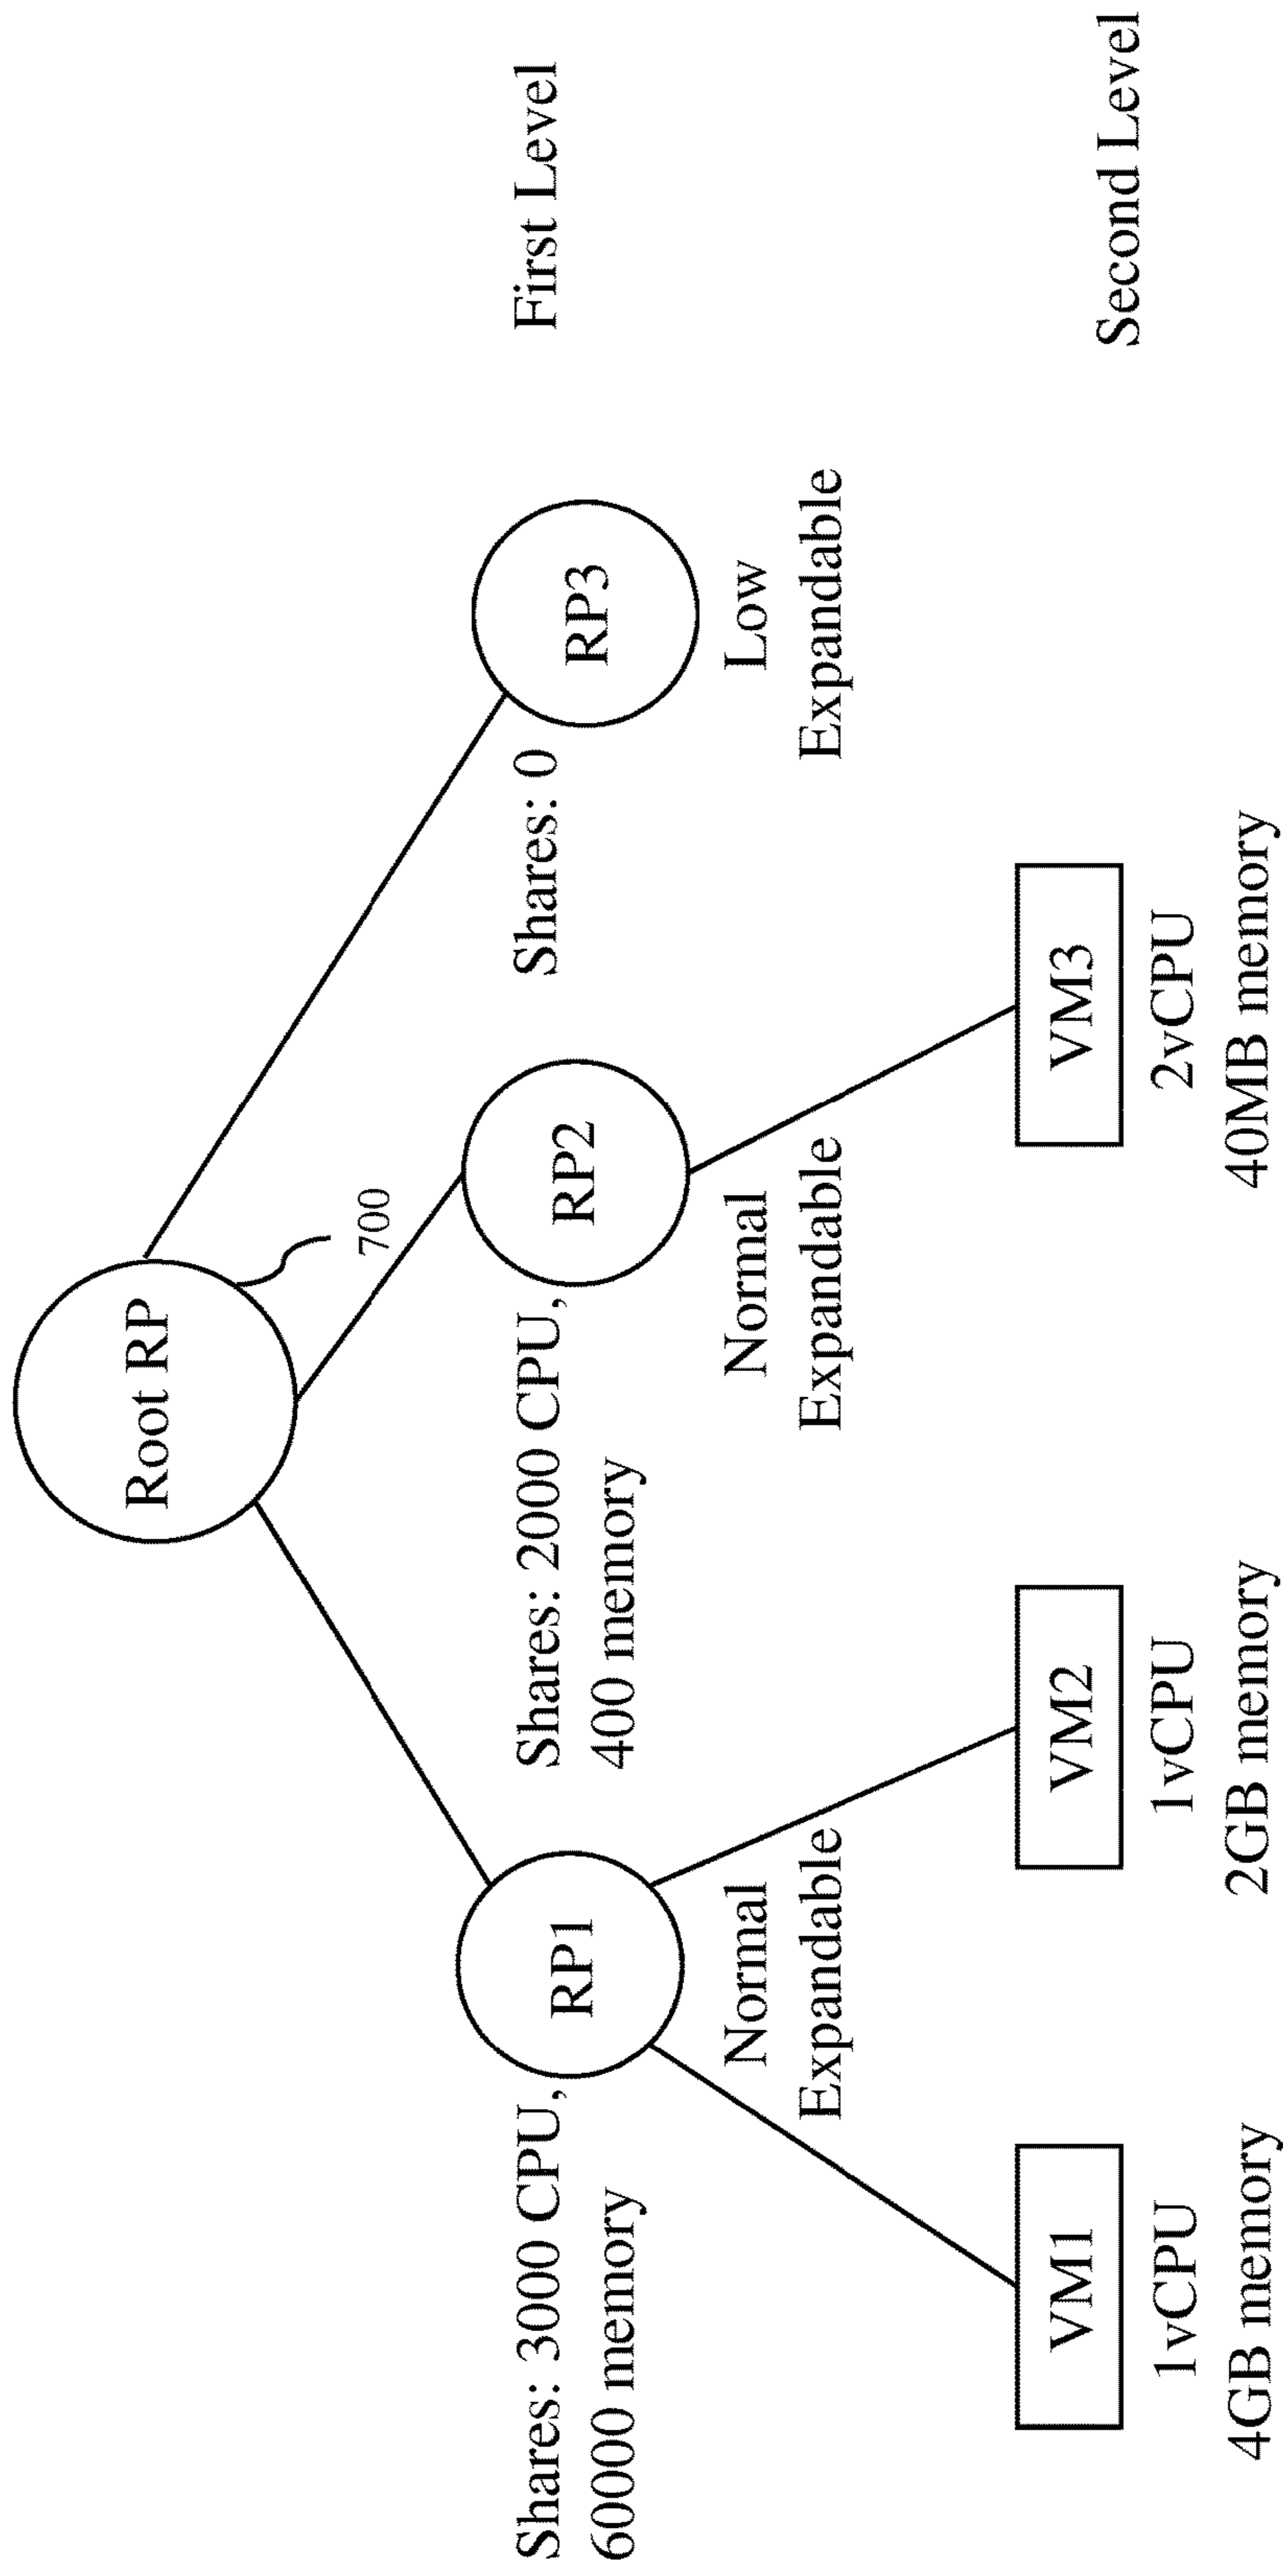 Root RP
700
First Level
Shares: 3000 CPU,
60000 memory
RP1
Normal
Expandable
Shares: 2000 CPU,
400 memory
RP2
Normal
Expandable
Shares: 0
RP3
Low
Expandable
Second Level
VM1
1vCPU
4GB memory
VM2
1vCPU
2GB memory
VM3
2vCPU
40MB memory